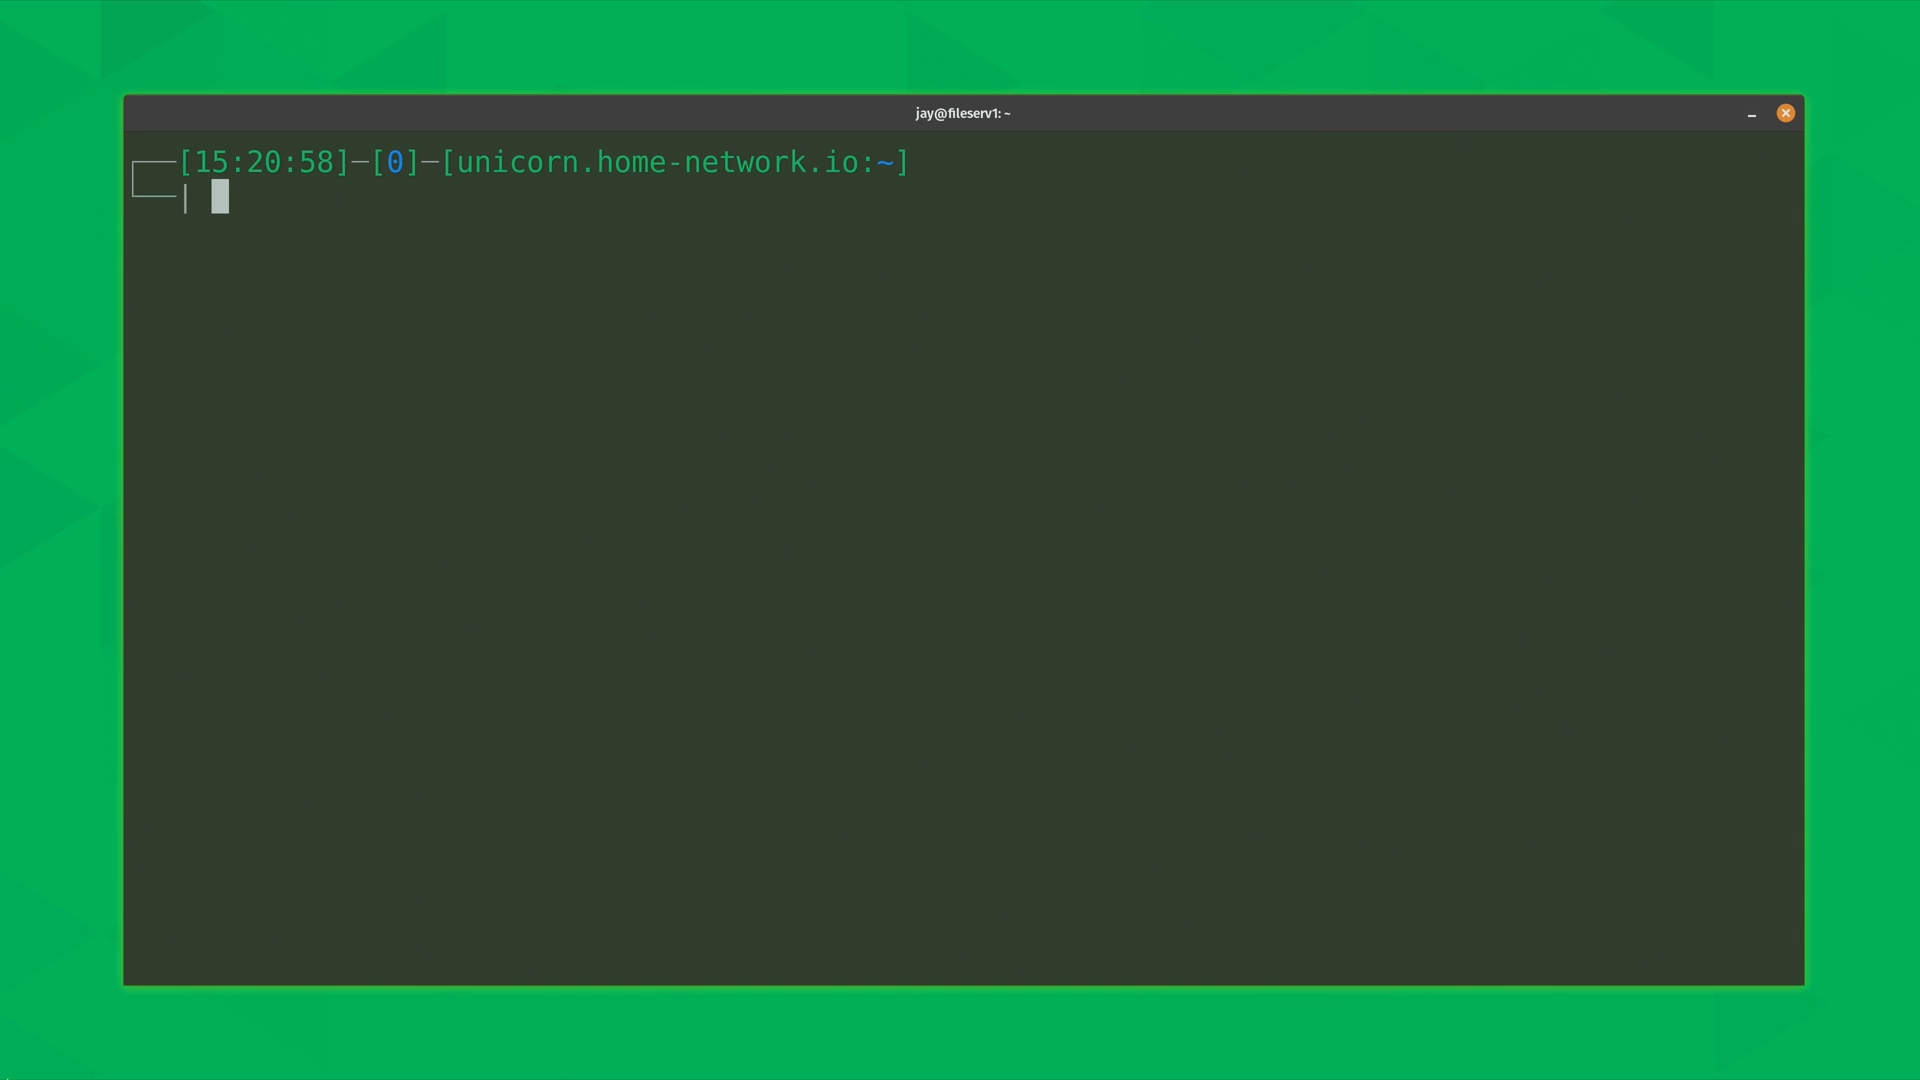 jay@fileserv1: ~
[15:20:58]─[0]─[unicorn.home-network.io:~]
|